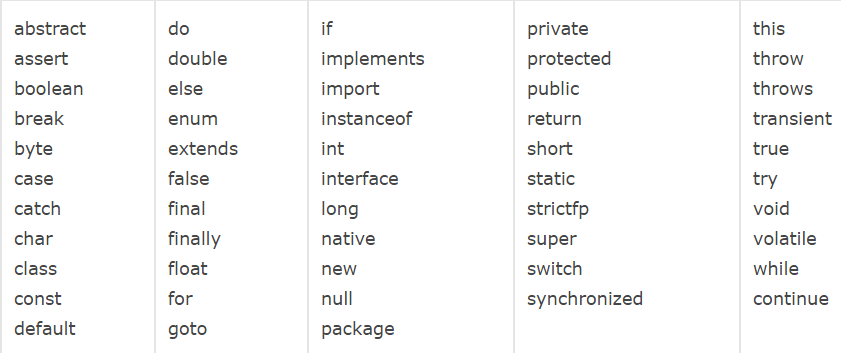 abstract do if private this
assert double implements protected throw
boolean else import public throws
break enum instanceof return transient
byte extends int short true
case false interface static try
catch final long strictfp void
char finally native super volatile
class float new switch while
const for null synchronized continue
default goto package